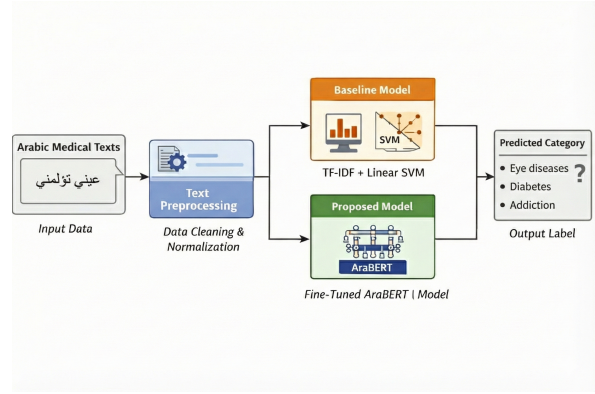 Arabic Medical Texts
عيني تؤلمني
Input Data
Text
Preprocessing
Data Cleaning &
Normalization
Baseline Model
SVM
TF-IDF + Linear SVM
Proposed Model
AraBERT
Fine-Tuned AraBERT | Model
Predicted Category
• Eye diseases
?
• Diabetes
• Addiction
Output Label